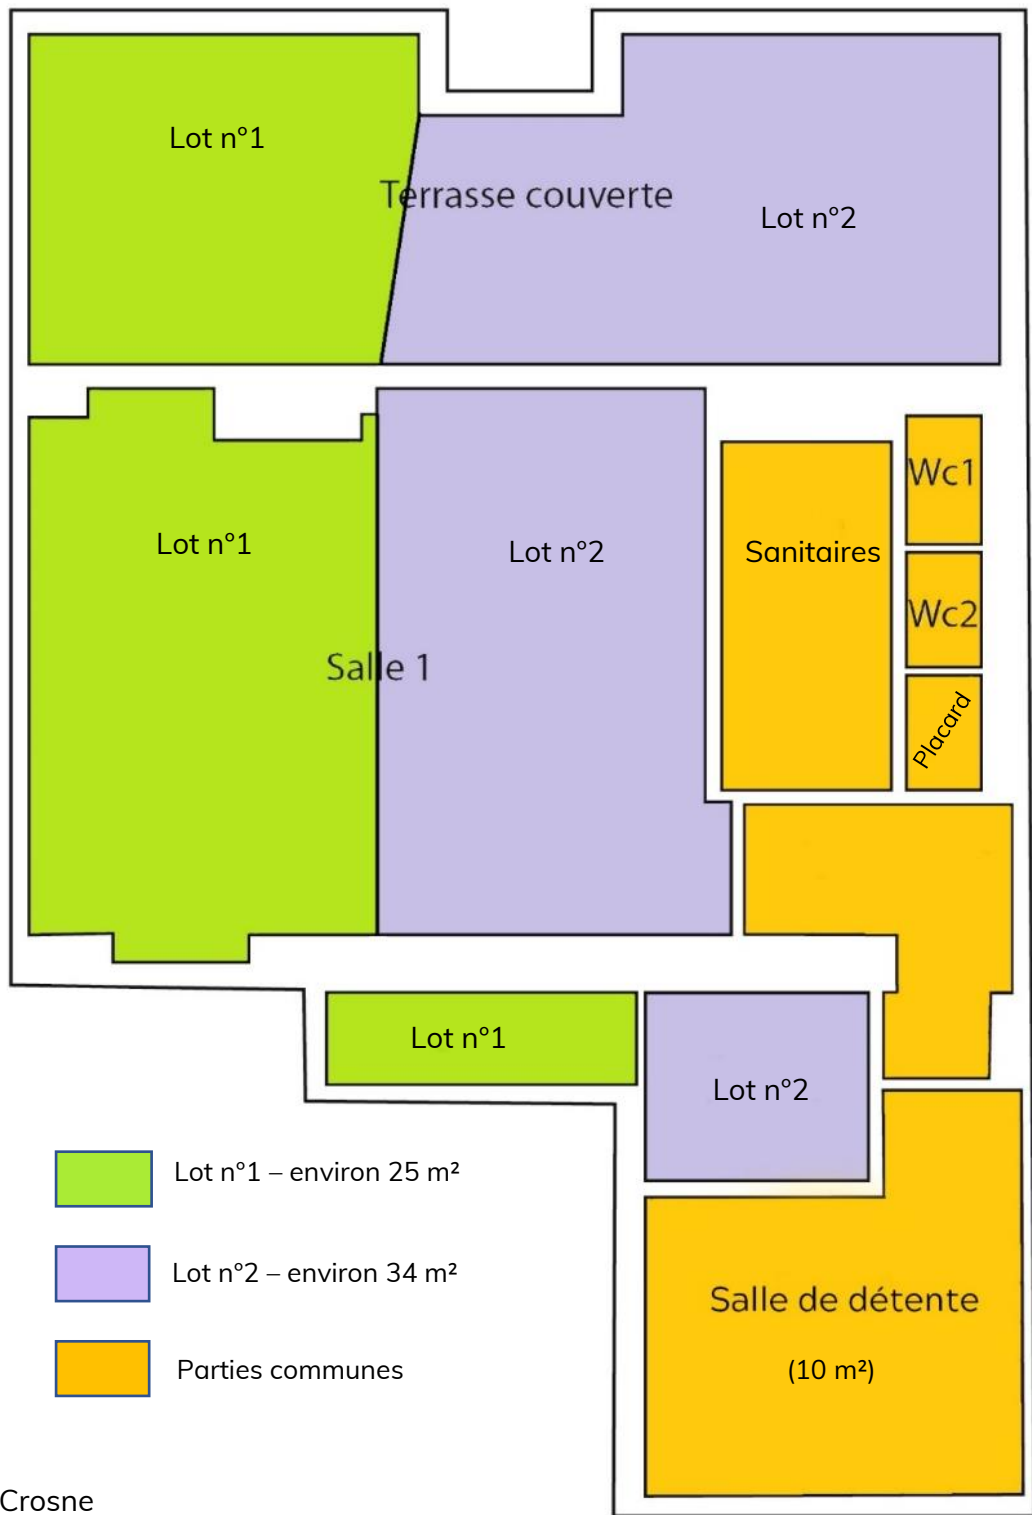 Lot n°1
Terrasse couverte
Lot n°2
Wc1
Lot n°1
Lot n°2
Sanitaires
Wc2
Salle 1
Placard
Lot n°1
Lot n°2
Lot n°1 – environ 25 m²
Lot n°2 – environ 34 m²
Salle de détente
(10 m²)
Parties communes
Crosne